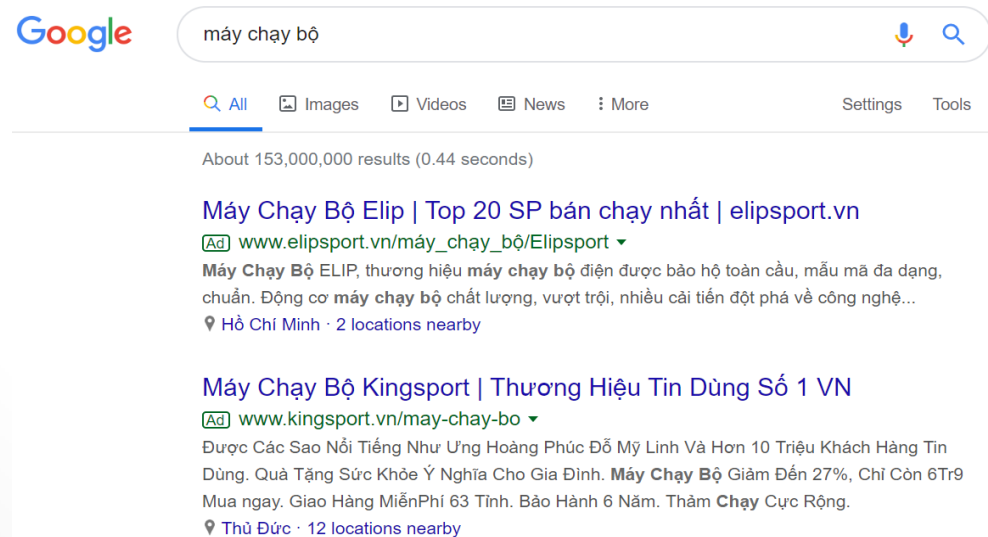 Google
máy chạy bộ
All Images Videos News More Settings Tools
About 153,000,000 results (0.44 seconds)
Máy Chạy Bộ Elip | Top 20 SP bán chạy nhất | elipsport.vn
Ad www.elipsport.vn/máy_chạy_bộ/Elipsport
Máy Chạy Bộ ELIP, thương hiệu máy chạy bộ điện được bảo hộ toàn cầu, mẫu mã đa dạng,
chuẩn. Động cơ máy chạy bộ chất lượng, vượt trội, nhiều cải tiến đột phá về công nghệ...
Hồ Chí Minh · 2 locations nearby
Máy Chạy Bộ Kingsport | Thương Hiệu Tin Dùng Số 1 VN
Ad www.kingsport.vn/may-chay-bo
Được Các Sao Nổi Tiếng Như Ưng Hoàng Phúc Đỗ Mỹ Linh Và Hơn 10 Triệu Khách Hàng Tin
Dùng. Quà Tặng Sức Khỏe Ý Nghĩa Cho Gia Đình. Máy Chạy Bộ Giảm Đến 27%, Chỉ Còn 6Tr9
Mua ngay. Giao Hàng MiễnPhí 63 Tỉnh. Bảo Hành 6 Năm. Thảm Chạy Cực Rộng.
Thủ Đức · 12 locations nearby